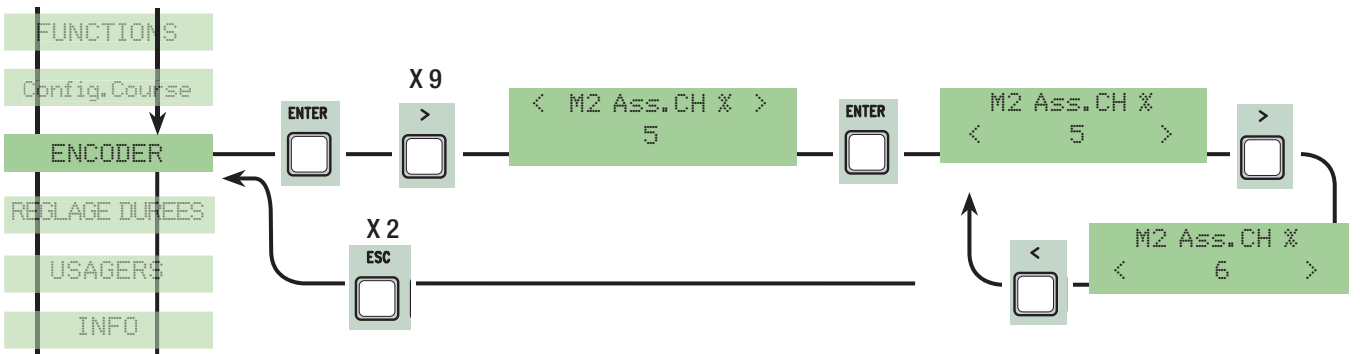 FUNCTIONS
Config.Course
ENCODER
REGLAGE DUREES
USAGERS
INFO
ENTER
X 9
>
< M2 Ass.CH % >
5
ENTER
M2 Ass.CH %
< 5 >
>
M2 Ass.CH %
< 6 >
<
X 2
ESC